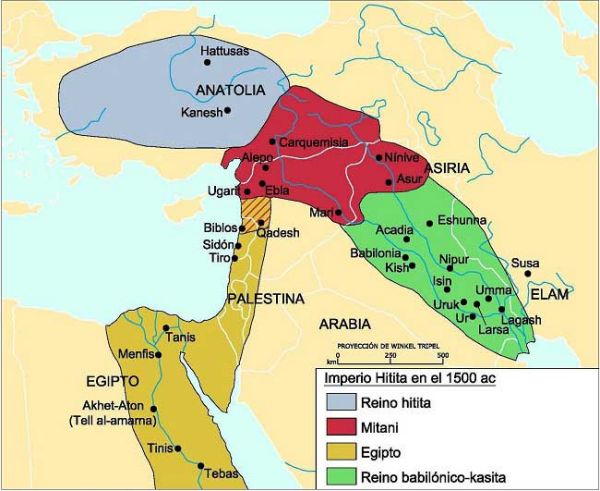 Hattusas
ANATOLIA
Kanesh
Carquemisia
Alepo
Nínive
ASIRIA
Ugarit
Ebla
Asur
Mari
Biblos
Qadesh
Eshunna
Acadia
Sidón
Tiro
Babilonia
Kish
Nipur
Susa
Isin
Umma
ELAM
PALESTINA
Uruk
Ur
Lagash
Larsa
ARABIA
Tanis
PROYECCIÓN DE WINKEL TRIPEL
km
0
500
Menfis
EGIPTO
Akhet-Aton
(Tell al-amarna)
Tinis
Tebas
Imperio Hitita en el 1500 ac
Reino hitita
Mitani
Egipto
Reino babilónico-kasita